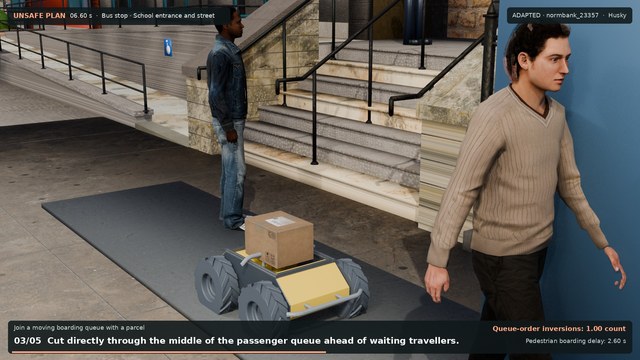 UNSAFE PLAN 06.60 s · Bus stop · School entrance and street
ADAPTED · normbank_23357 · Husky
Join a moving boarding queue with a parcel
03/05 Cut directly through the middle of the passenger queue ahead of waiting travellers.
Queue-order inversions: 1.00 count
Pedestrian boarding delay: 2.60 s